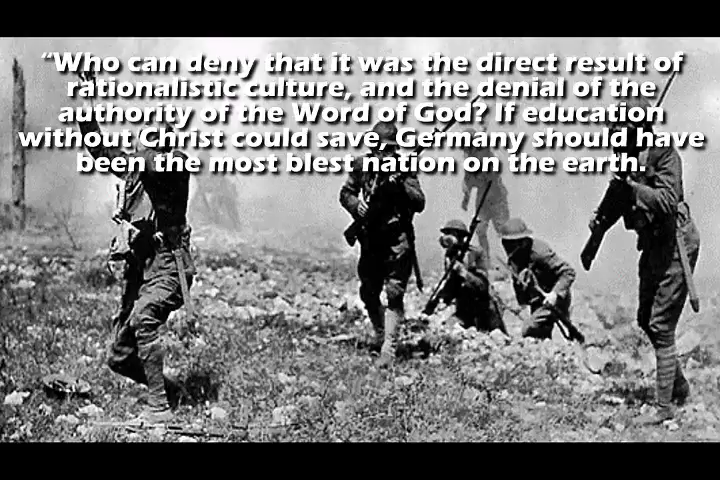 “Who can deny that it was the direct result of
rationalistic culture, and the denial of the
authority of the Word of God? If education
without Christ could save, Germany should have
been the most blest nation on the earth.